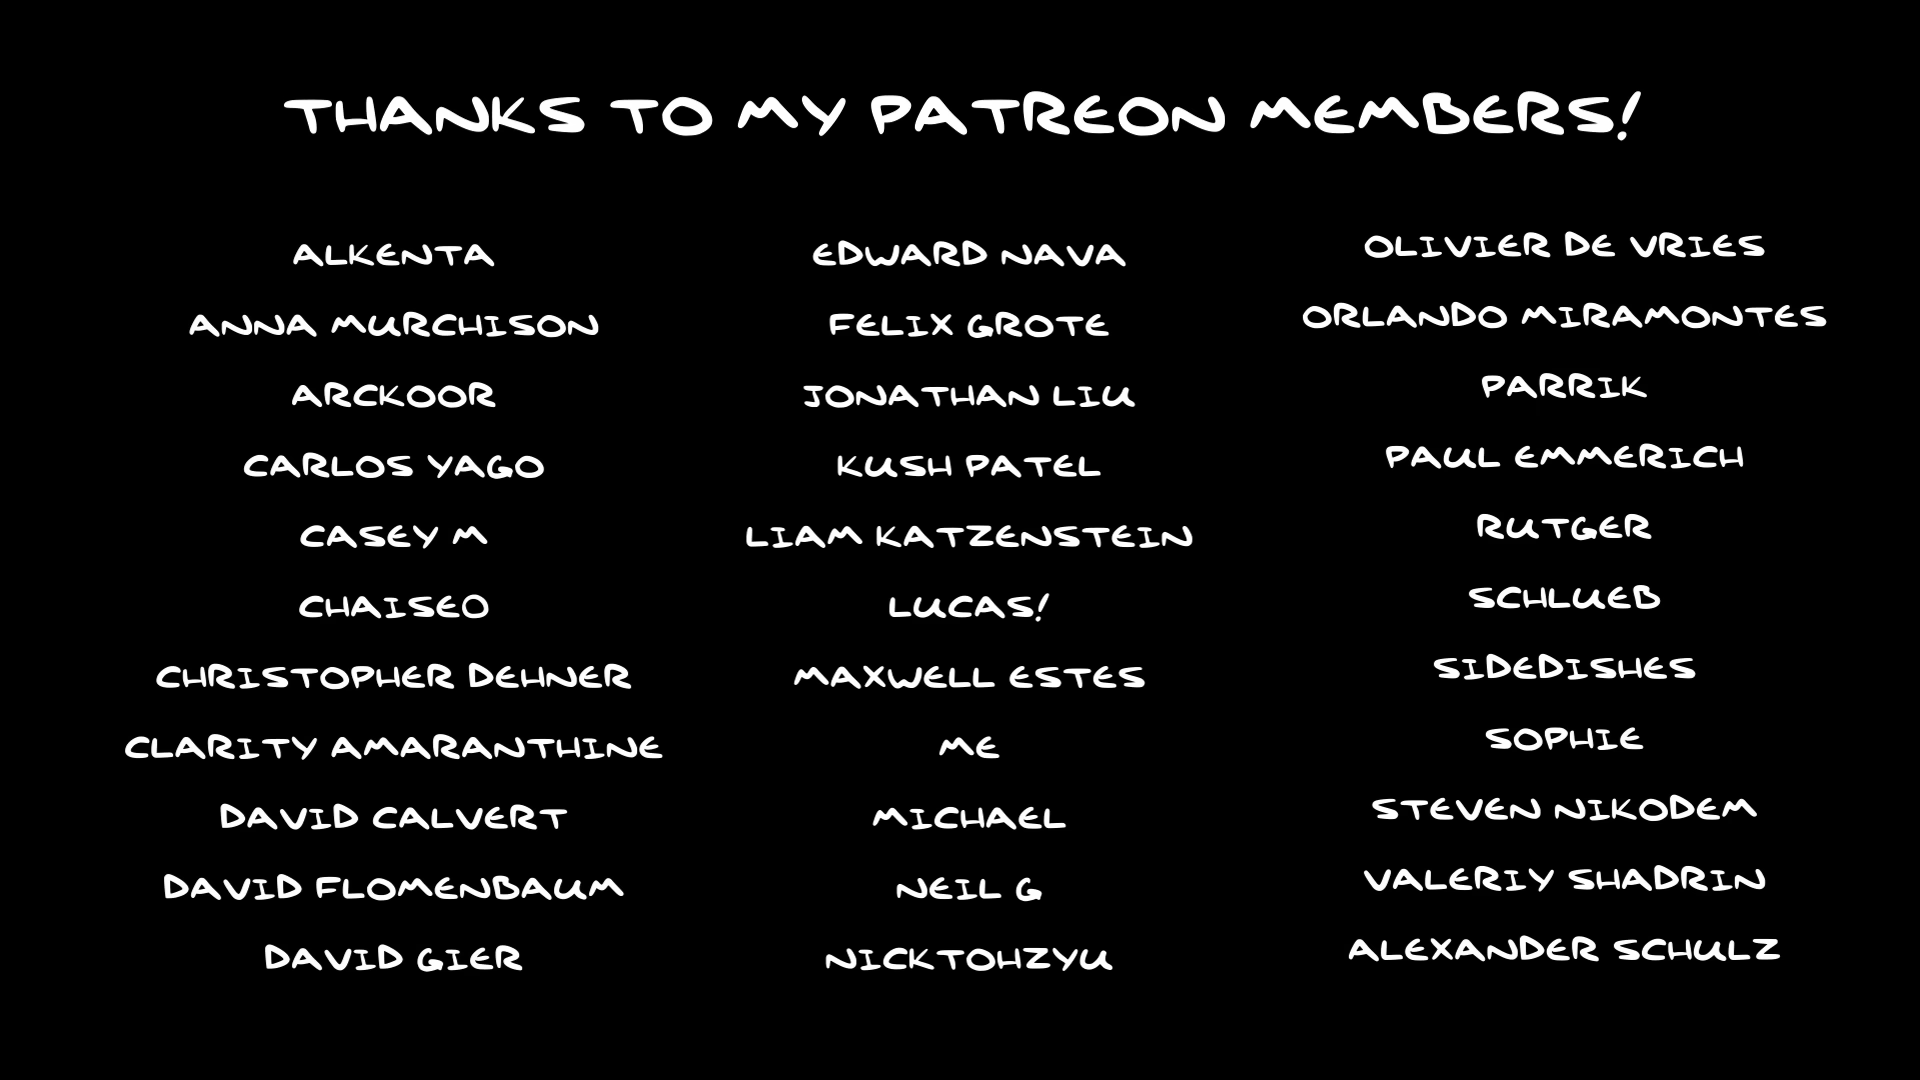 THANKS TO MY PATREON MEMBERS!
ALKENTA
ANNA MURCHISON
ARCKOOR
CARLOS YAGO
CASEY M
CHAISEO
CHRISTOPHER DEHNER
CLARITY AMARANTHINE
DAVID CALVERT
DAVID FLOMENBAUM
DAVID GIER
EDWARD NAVA
FELIX GROTE
JONATHAN LIU
KUSH PATEL
LIAM KATZENSTEIN
LUCAS!
MAXWELL ESTES
ME
MICHAEL
NEIL G
NICKTOHZYU
OLIVIER DE VRIES
ORLANDO MIRAMONTES
PARRIK
PAUL EMMERICH
RUTGER
SCHLUEB
SIDEDISHES
SOPHIE
STEVEN NIKODEM
VALERIY SHADRIN
ALEXANDER SCHULZ